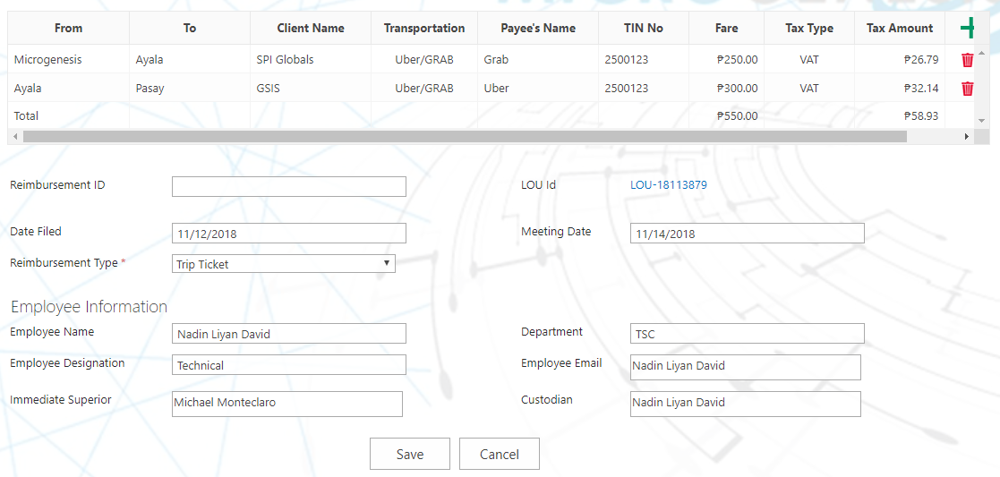 From To Client Name Transportation Payee's Name TIN No Fare Tax Type Tax Amount
Microgenesis Ayala SPI Globals Uber/GRAB Grab 2500123 ₱250.00 VAT ₱26.79
Ayala Pasay GSIS Uber/GRAB Uber 2500123 ₱300.00 VAT ₱32.14
Total ₱550.00 ₱58.93
Reimbursement ID LOU Id LOU-18113879
Date Filed 11/12/2018 Meeting Date 11/14/2018
Reimbursement Type * Trip Ticket
Employee Information
Employee Name Nadin Liyan David Department TSC
Employee Designation Technical Employee Email Nadin Liyan David
Immediate Superior Michael Monteclaro Custodian Nadin Liyan David
Save Cancel